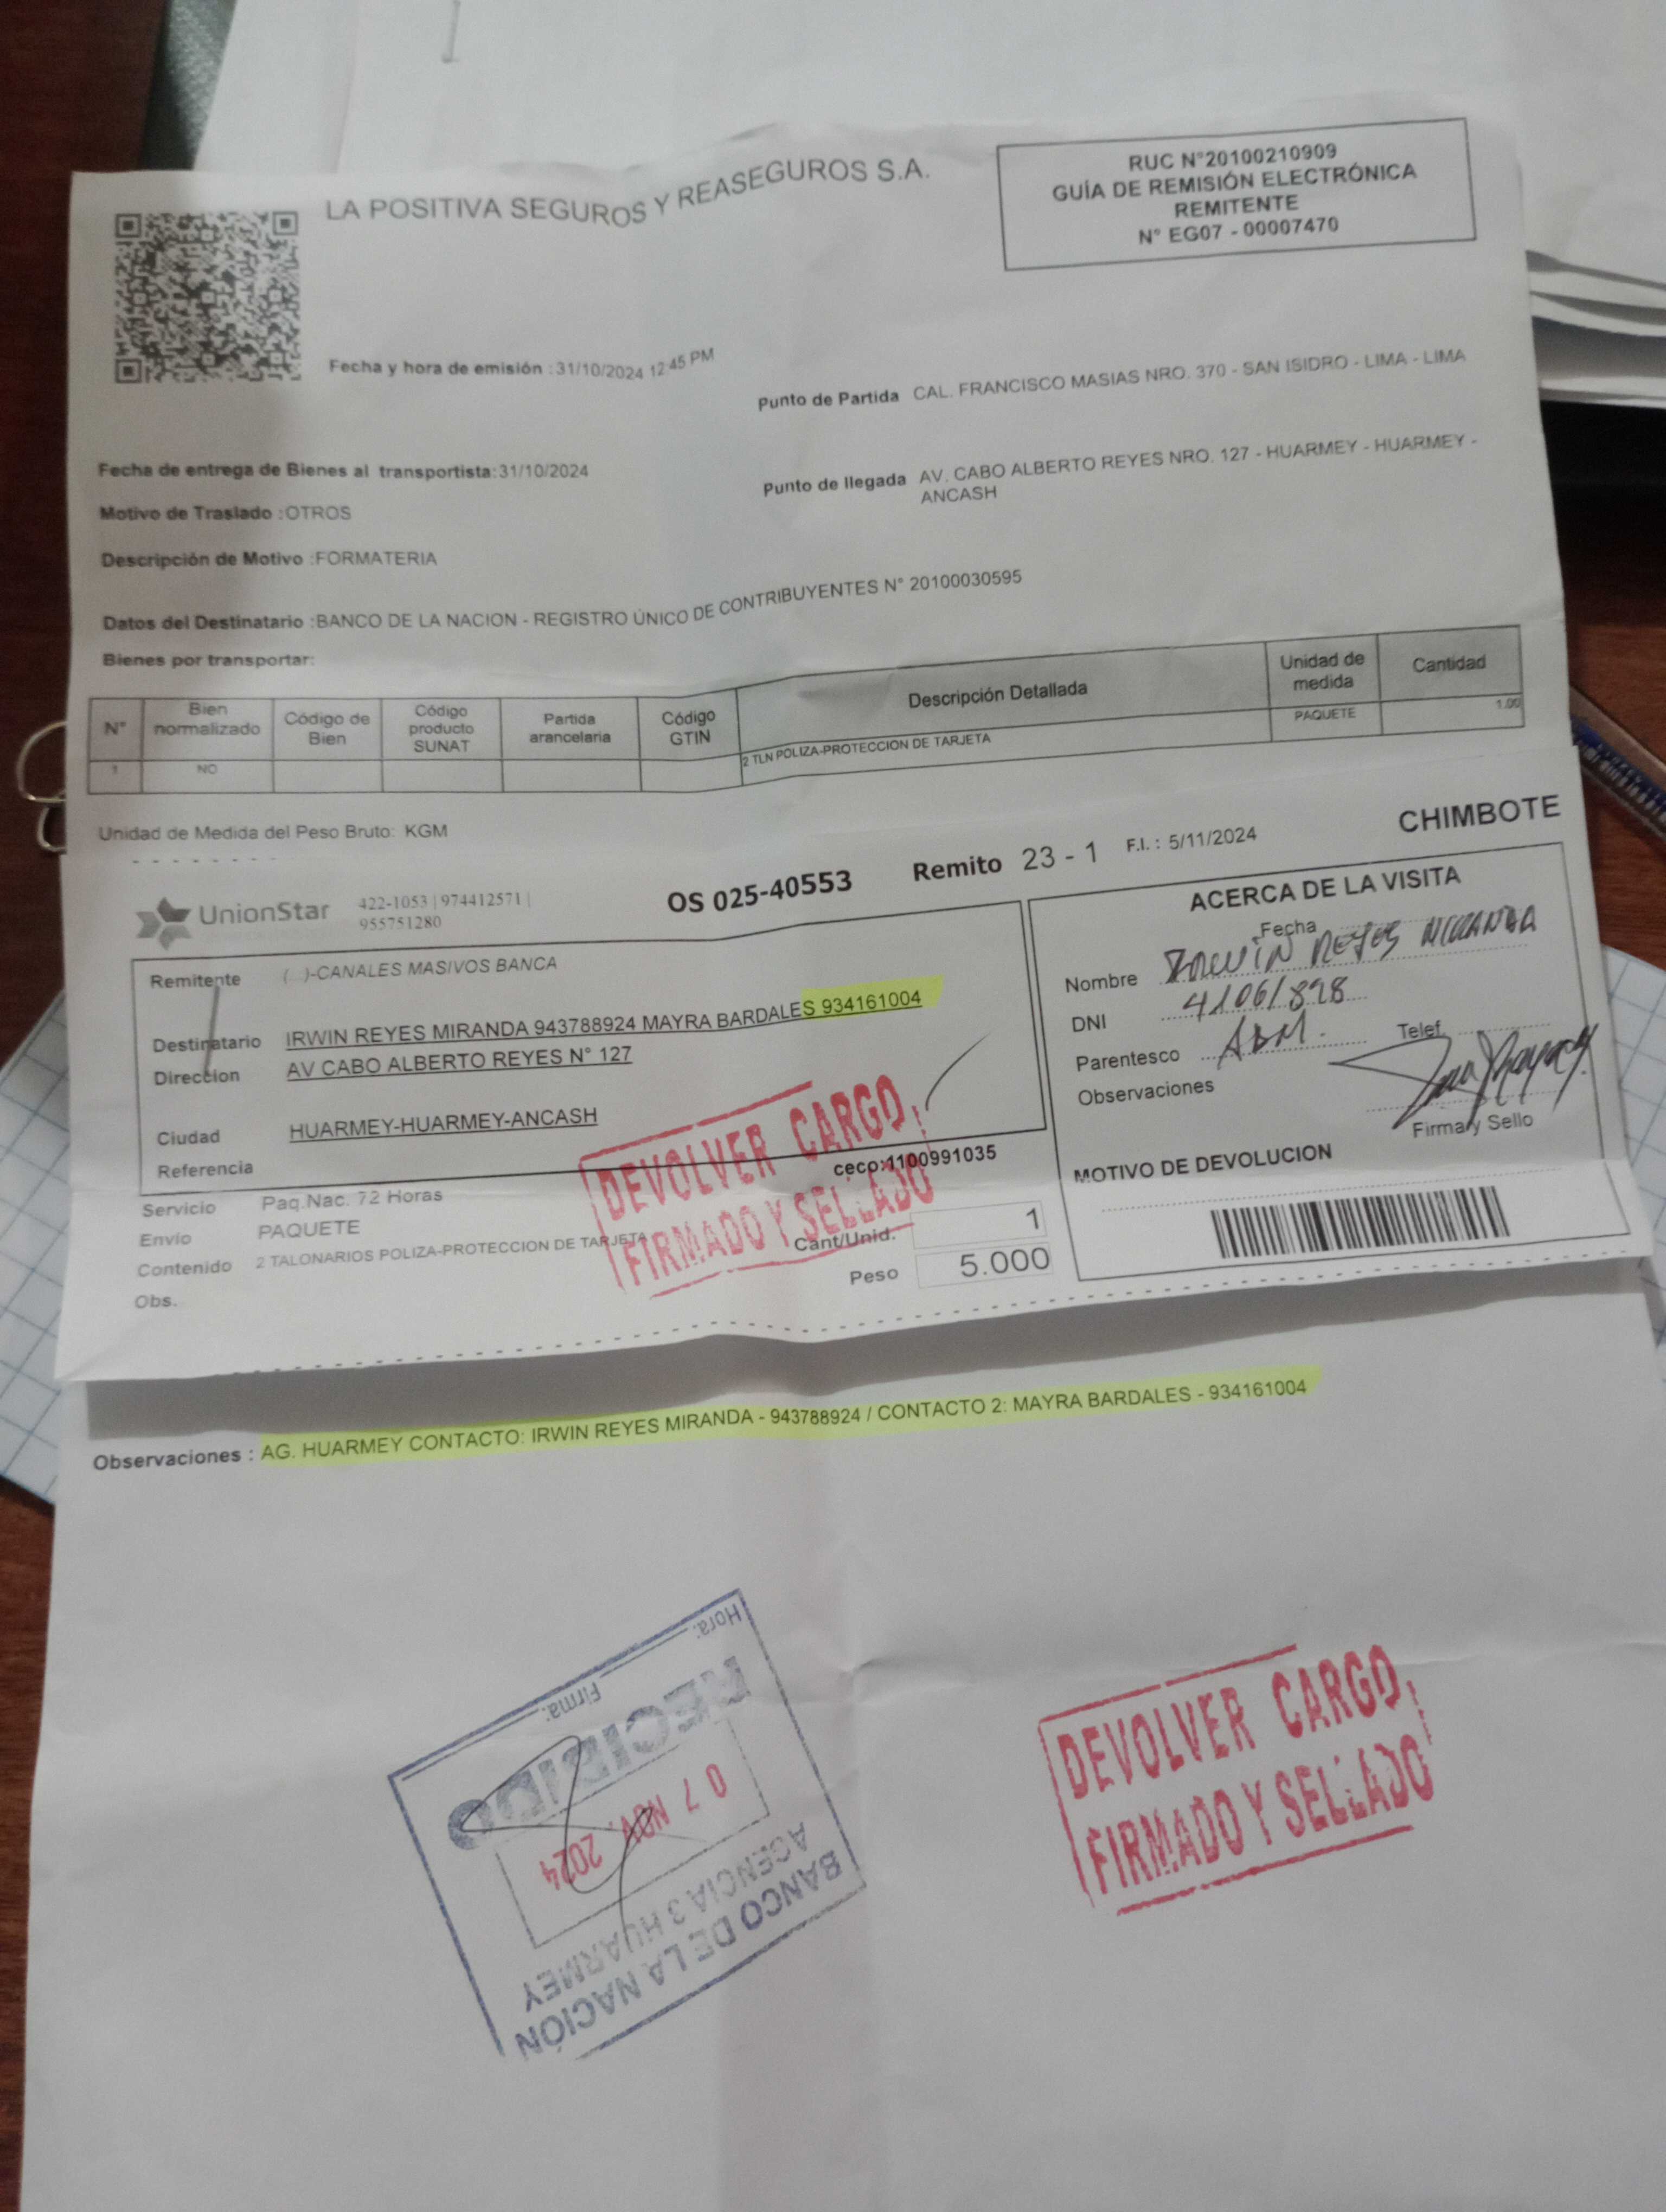 LA POSITIVA SEGUROS Y REASEGUROS S.A.
RUC N°20100210909
GUÍA DE REMISIÓN ELECTRÓNICA
REMITENTE
N° EG07 - 00007470
Fecha y hora de emisión :31/10/2024 12:45 PM
Punto de Partida CAL. FRANCISCO MASIAS NRO. 370 - SAN ISIDRO - LIMA - LIMA
Fecha de entrega de Bienes al transportista:31/10/2024
Punto de llegada AV. CABO ALBERTO REYES NRO. 127 - HUARMEY - HUARMEY -
ANCASH
Motivo de Traslado :OTROS
Descripción de Motivo :FORMATERIA
Datos del Destinatario :BANCO DE LA NACION - REGISTRO ÚNICO DE CONTRIBUYENTES N° 20100030595
Bienes por transportar:
N° Bien normalizado Código de Bien Código producto SUNAT Partida arancelaria Código GTIN Descripción Detallada Unidad de medida Cantidad
1 NO 2 TLN POLIZA-PROTECCION DE TARJETA PAQUETE 1.00
Unidad de Medida del Peso Bruto: KGM
UnionStar
422-1053 | 974412571 |
955751280
OS 025-40553 Remito 23 - 1 F.I. : 5/11/2024 CHIMBOTE
Remitente ( )-CANALES MASIVOS BANCA
Destinatario IRWIN REYES MIRANDA 943788924 MAYRA BARDALES 934161004
Direccion AV CABO ALBERTO REYES N° 127
Ciudad HUARMEY-HUARMEY-ANCASH
Referencia
ceco:1100991035
Servicio Paq.Nac. 72 Horas
Envio PAQUETE
Contenido 2 TALONARIOS POLIZA-PROTECCION DE TARJETA
Obs.
Cant/Unid. 1
Peso 5.000
DEVOLVER CARGO
FIRMADO Y SELLADO
ACERCA DE LA VISITA
Fecha
Nombre IRWIN REYES MIRANDA
DNI 41061828
Parentesco ADM. Telef.
Observaciones
Firma y Sello
MOTIVO DE DEVOLUCION
Observaciones : AG. HUARMEY CONTACTO: IRWIN REYES MIRANDA - 943788924 / CONTACTO 2: MAYRA BARDALES - 934161004
BANCO DE LA NACIÓN
AGENCIA 3 HUARMEY
07 NOV. 2024
RECIBIDO
Firma:
Hora:
DEVOLVER CARGO
FIRMADO Y SELLADO